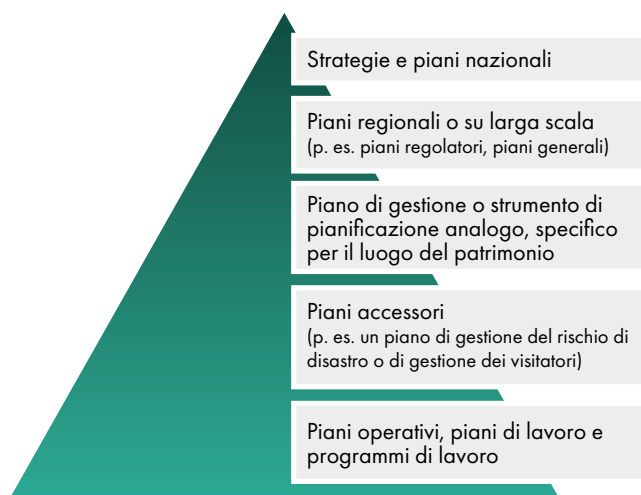 Strategie e piani nazionali
Piani regionali o su larga scala
(p. es. piani regolatori, piani generali)
Piano di gestione o strumento di
pianificazione analogo, specifico
per il luogo del patrimonio
Piani accessori
(p. es. un piano di gestione del rischio di
disastro o di gestione dei visitatori)
Piani operativi, piani di lavoro e
programmi di lavoro